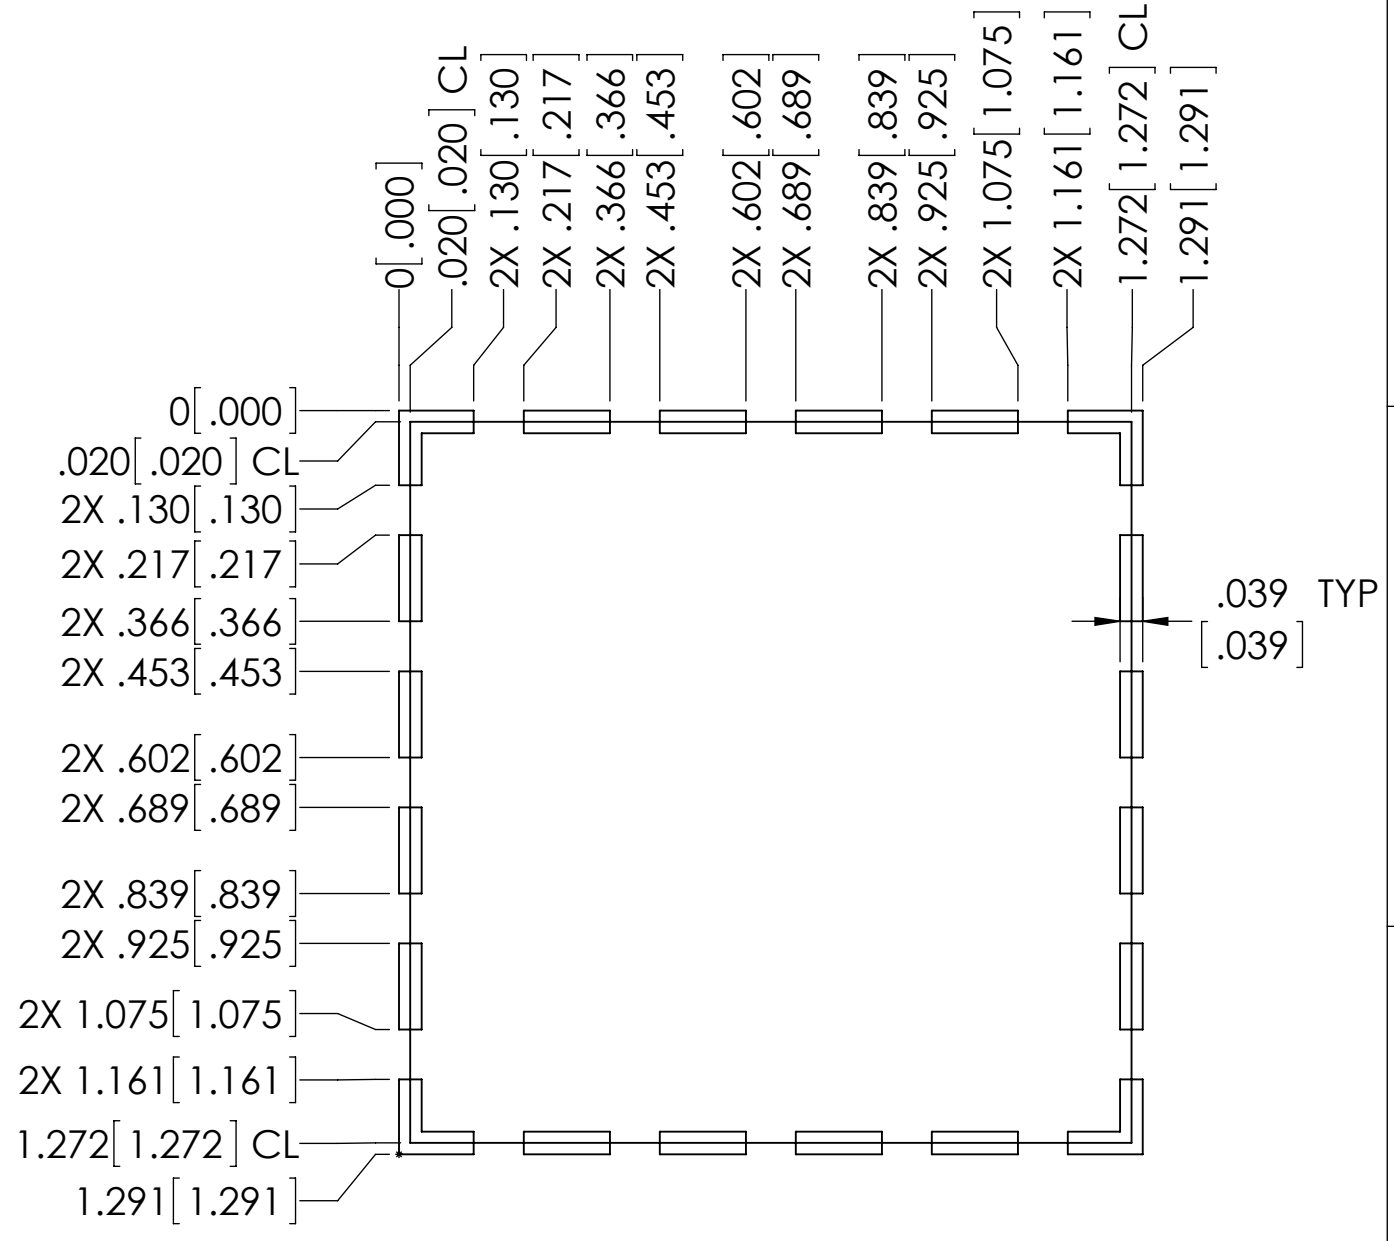 0[.000]
.020[.020] CL
2X .130[.130]
2X .217[.217]
2X .366[.366]
2X .453[.453]
2X .602[.602]
2X .689[.689]
2X .839[.839]
2X .925[.925]
2X 1.075[1.075]
2X 1.161[1.161]
1.272[1.272] CL
1.291[1.291]
0[.000]
.020[.020] CL
2X .130[.130]
2X .217[.217]
2X .366[.366]
2X .453[.453]
2X .602[.602]
2X .689[.689]
2X .839[.839]
2X .925[.925]
2X 1.075[1.075]
2X 1.161[1.161]
1.272[1.272] CL
1.291[1.291]
.039 TYP
[.039]